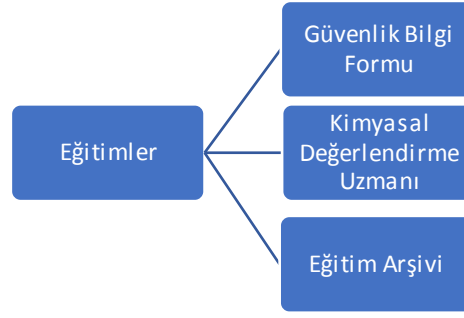 Güvenlik Bilgi
Formu
Eğitimler
Kimyasal
Değerlendirme
Uzmanı
Eğitim Arşivi